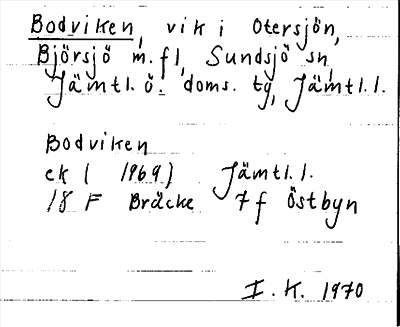 Bodviken, vik i Otersjön,
Björsjö m.fl, Sundsjö sn,
Jämtl. ö. doms. tg, Jämtl. l.
Bodviken
ek ( 1969) Jämtl. l.
18 F Bräcke 7 f Östbyn
I. K. 1970